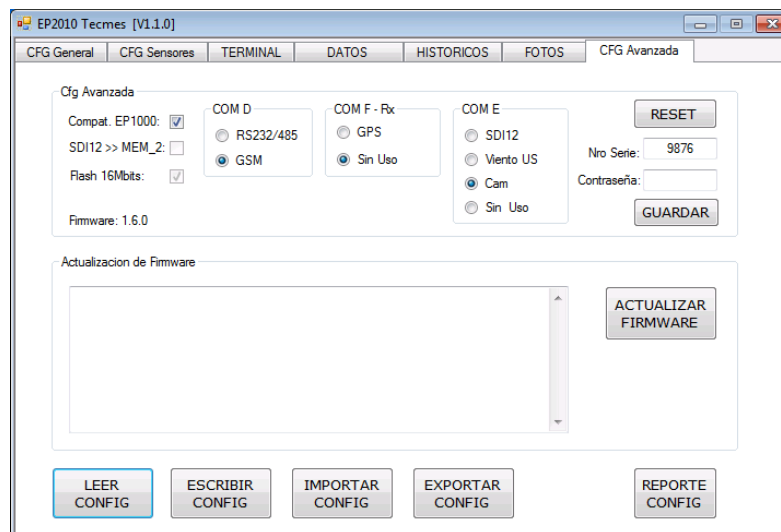 EP2010 Tecmes [V1.1.0]
CFG General CFG Sensores TERMINAL DATOS HISTORICOS FOTOS CFG Avanzada
Cfg Avanzada
Compat. EP1000:
SDI12 >> MEM_2:
Flash 16Mbits:
Firmware: 1.6.0
COM D
RS232/485
GSM
COM F - Rx
GPS
Sin Uso
COM E
SDI12
Viento US
Cam
Sin Uso
RESET
Nro Serie: 9876
Contraseña:
GUARDAR
Actualizacion de Firmware
ACTUALIZAR
FIRMWARE
LEER
CONFIG
ESCRIBIR
CONFIG
IMPORTAR
CONFIG
EXPORTAR
CONFIG
REPORTE
CONFIG